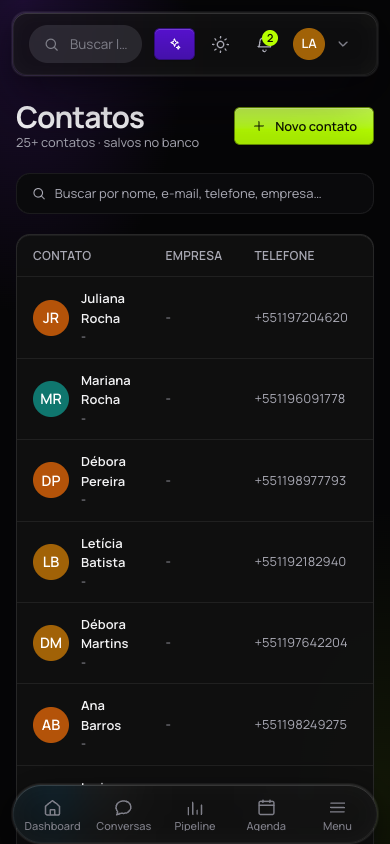 Buscar l...
2
LA
Contatos
25+ contatos · salvos no banco
Novo contato
Buscar por nome, e-mail, telefone, empresa...
CONTATO EMPRESA TELEFONE
JR Juliana Rocha - - +551197204620
MR Mariana Rocha - - +551196091778
DP Débora Pereira - - +551198977793
LB Letícia Batista - - +551192182940
DM Débora Martins - - +551197642204
AB Ana Barros - - +551198249275
Dashboard Conversas Pipeline Agenda Menu